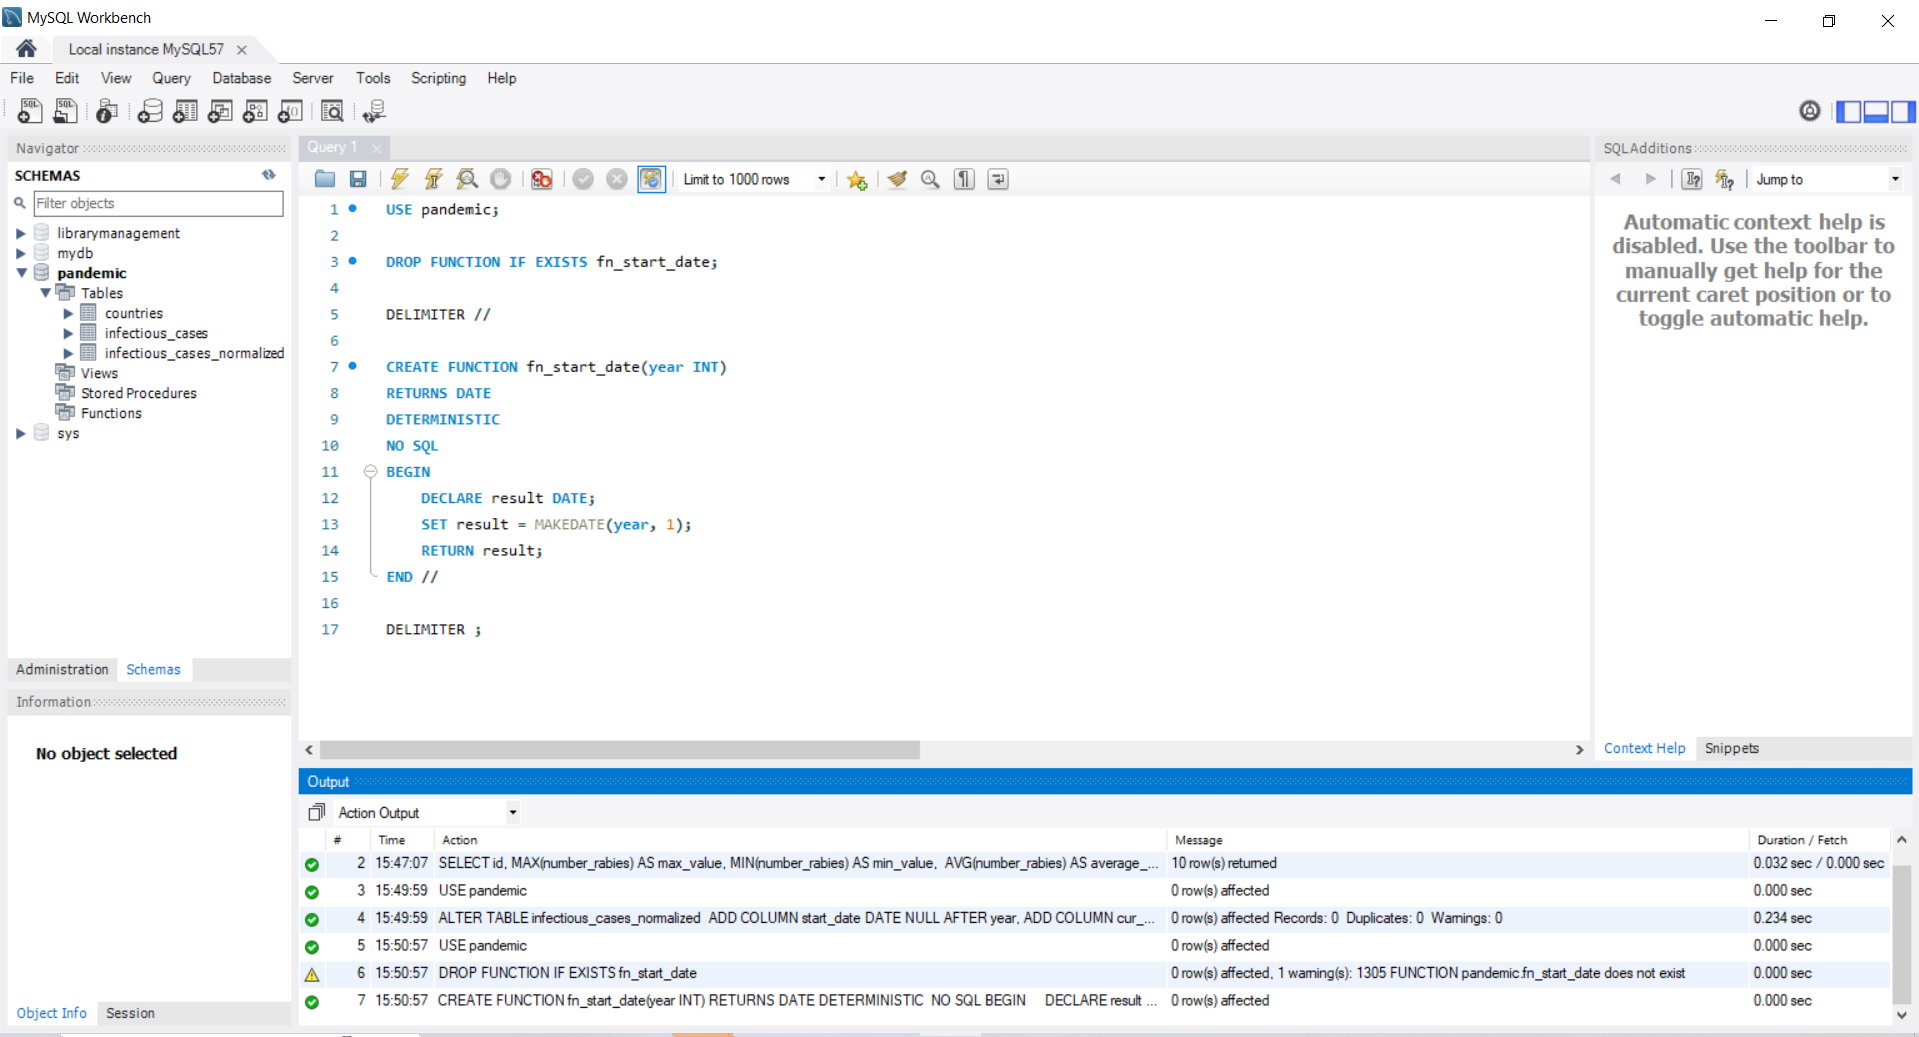 MySQL Workbench
Local instance MySQL57
File Edit View Query Database Server Tools Scripting Help
Navigator
SCHEMAS
Filter objects
librarymanagement
mydb
pandemic
Tables
countries
infectious_cases
infectious_cases_normalized
Views
Stored Procedures
Functions
sys
Administration Schemas
Information
No object selected
Object Info Session
Query 1
Limit to 1000 rows
1 USE pandemic;
2
3 DROP FUNCTION IF EXISTS fn_start_date;
4
5 DELIMITER //
6
7 CREATE FUNCTION fn_start_date(year INT)
8 RETURNS DATE
9 DETERMINISTIC
10 NO SQL
11 BEGIN
12 DECLARE result DATE;
13 SET result = MAKEDATE(year, 1);
14 RETURN result;
15 END //
16
17 DELIMITER ;
SQLAdditions
Jump to
Automatic context help is
disabled. Use the toolbar to
manually get help for the
current caret position or to
toggle automatic help.
Context Help Snippets
Output
Action Output
# Time Action Message Duration / Fetch
2 15:47:07 SELECT id, MAX(number_rabies) AS max_value, MIN(number_rabies) AS min_value, AVG(number_rabies) AS average_... 10 row(s) returned 0.032 sec / 0.000 sec
3 15:49:59 USE pandemic 0 row(s) affected 0.000 sec
4 15:49:59 ALTER TABLE infectious_cases_normalized ADD COLUMN start_date DATE NULL AFTER year, ADD COLUMN cur_... 0 row(s) affected Records: 0 Duplicates: 0 Warnings: 0 0.234 sec
5 15:50:57 USE pandemic 0 row(s) affected 0.000 sec
6 15:50:57 DROP FUNCTION IF EXISTS fn_start_date 0 row(s) affected, 1 warning(s): 1305 FUNCTION pandemic.fn_start_date does not exist 0.000 sec
7 15:50:57 CREATE FUNCTION fn_start_date(year INT) RETURNS DATE DETERMINISTIC NO SQL BEGIN DECLARE result ... 0 row(s) affected 0.000 sec